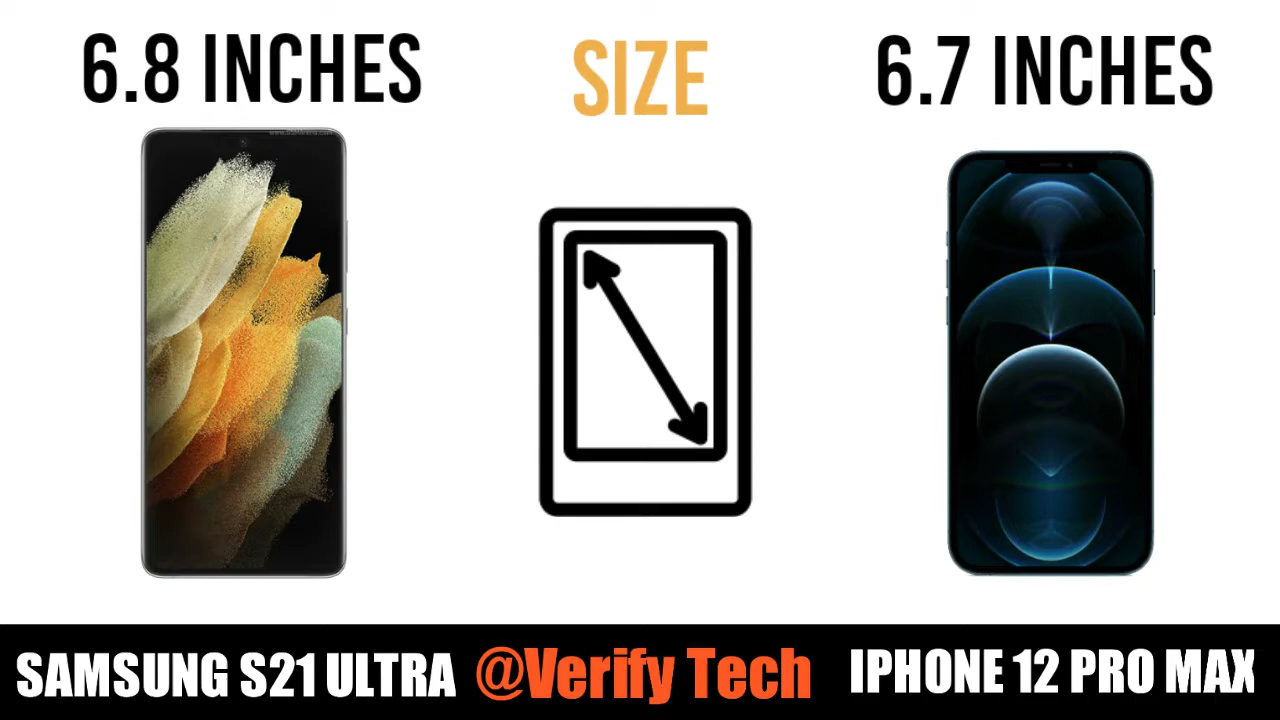 6.8 INCHES
SIZE
6.7 INCHES
SAMSUNG S21 ULTRA
@Verify Tech
IPHONE 12 PRO MAX